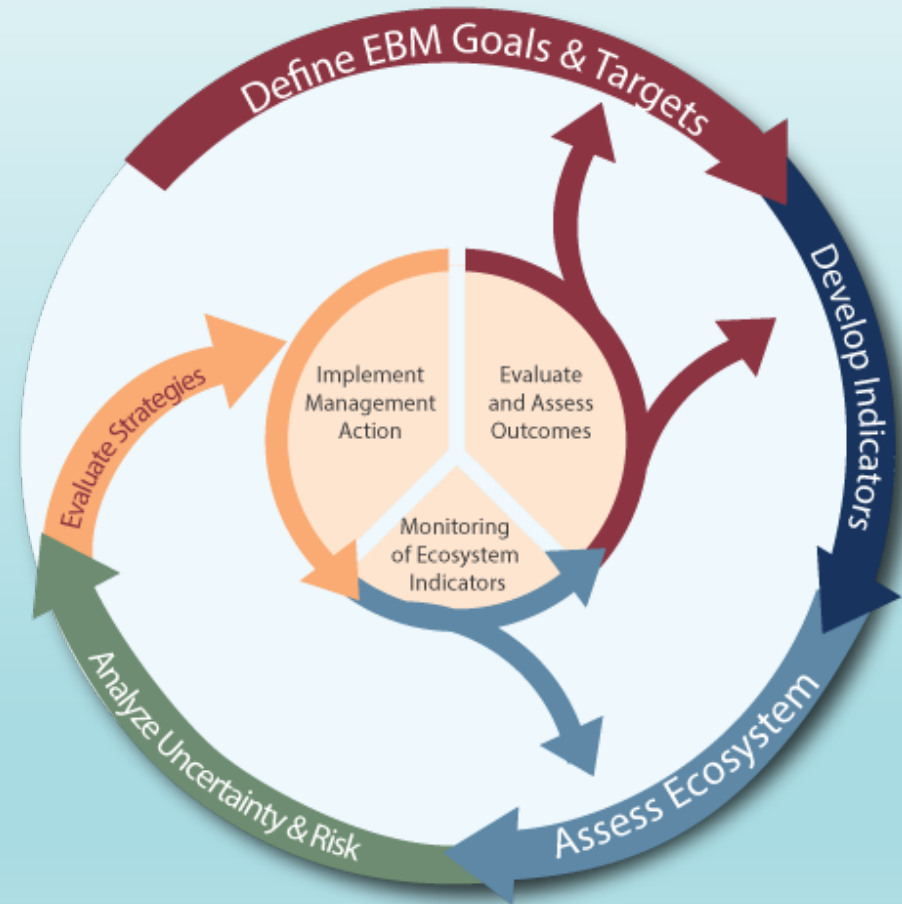 Define EBM Goals & Targets
Develop Indicators
Assess Ecosystem
Analyze Uncertainty & Risk
Evaluate Strategies
Implement
Management
Action
Evaluate
and Assess
Outcomes
Monitoring
of Ecosystem
Indicators